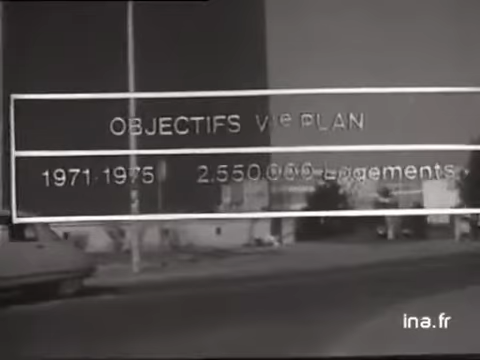 OBJECTIFS VIe PLAN
1971-1975 2.550.000 Logements
ina.fr